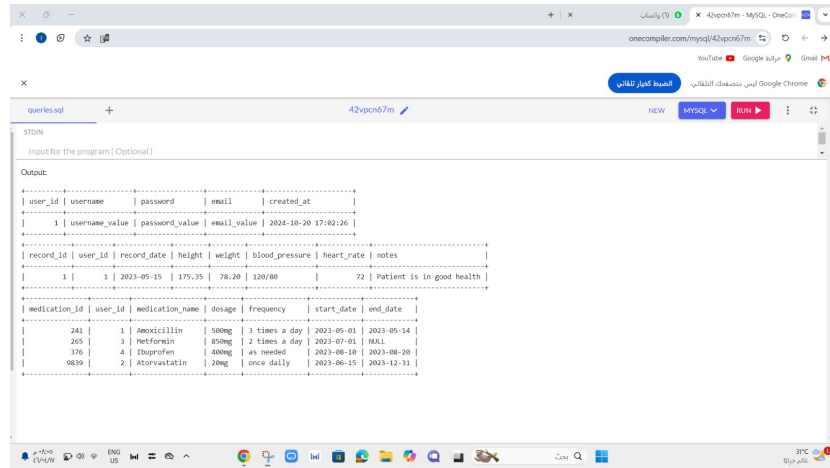 42vpcn67m - MySQL - OneCom
واتساب (٦)
onecompiler.com/mysql/42vpcn67m
Gmail
خرائط Google
YouTube
Google Chrome ليس متصفحك التلقائي.
الضبط كخيار تلقائي
queries.sql
42vpcn67m
NEW
MYSQL
RUN
STDIN
Input for the program ( Optional )
Output:
+---------+----------------+----------------+-------------+---------------------+
| user_id | username | password | email | created_at |
+---------+----------------+----------------+-------------+---------------------+
| 1 | username_value | password_value | email_value | 2024-10-20 17:02:26 |
+---------+----------------+----------------+-------------+---------------------+
+-----------+---------+-------------+--------+--------+----------------+------------+---------------------------+
| record_id | user_id | record_date | height | weight | blood_pressure | heart_rate | notes |
+-----------+---------+-------------+--------+--------+----------------+------------+---------------------------+
| 1 | 1 | 2023-05-15 | 175.35 | 78.20 | 120/80 | 72 | Patient is in good health |
+-----------+---------+-------------+--------+--------+----------------+------------+---------------------------+
+---------------+---------+-----------------+--------+---------------+------------+------------+
| medication_id | user_id | medication_name | dosage | frequency | start_date | end_date |
+---------------+---------+-----------------+--------+---------------+------------+------------+
| 241 | 1 | Amoxicillin | 500mg | 3 times a day | 2023-05-01 | 2023-05-14 |
| 265 | 3 | Metformin | 850mg | 2 times a day | 2023-07-01 | NULL |
| 376 | 4 | Ibuprofen | 400mg | as needed | 2023-08-10 | 2023-08-20 |
| 9839 | 2 | Atorvastatin | 20mg | once daily | 2023-06-15 | 2023-12-31 |
+---------------+---------+-----------------+--------+---------------+------------+------------+
ENG
US
بحث
31°C
غائم جزئيًا